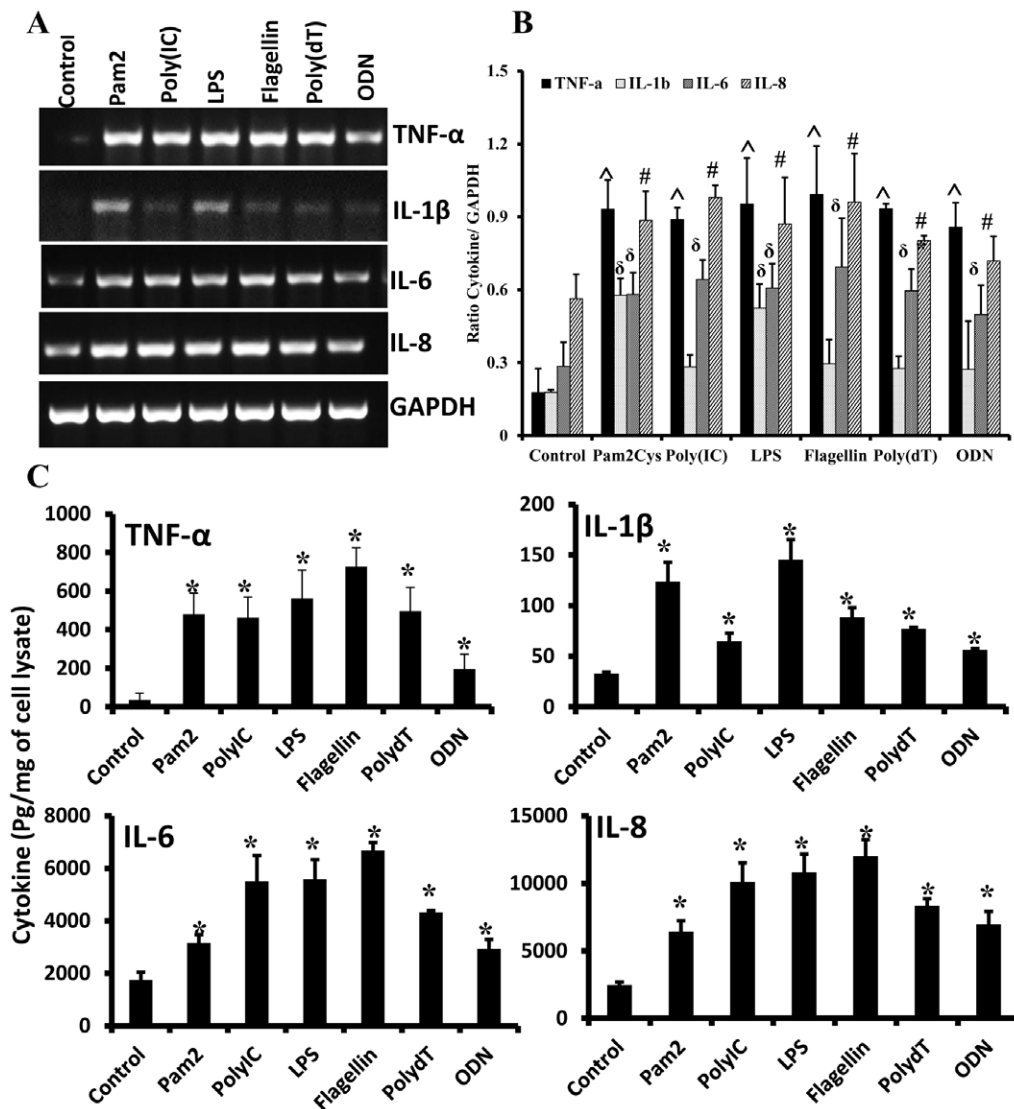 A
Control Pam2 Poly(IC) LPS Flagellin Poly(dT) ODN
TNF-α
IL-1β
IL-6
IL-8
GAPDH
B
TNF-a IL-1b IL-6 IL-8
Ratio Cytokine/ GAPDH
1.5
1.2
0.9
0.6
0.3
0
^ ^ ^ ^ ^ ^
# # # # # #
δ δ δ δ δ δ δ δ
Control Pam2Cys Poly(IC) LPS Flagellin Poly(dT) ODN
C
Cytokine (Pg/mg of cell lysate)
TNF-α
1000
800
600
400
200
0
* * * * * *
Control Pam2 PolyIC LPS Flagellin PolydT ODN
IL-1β
200
150
100
50
0
* * * * * *
Control Pam2 PolyIC LPS Flagellin PolydT ODN
IL-6
8000
6000
4000
2000
0
* * * * * *
Control Pam2 PolyIC LPS Flagellin PolydT ODN
IL-8
15000
10000
5000
0
* * * * * *
Control Pam2 PolyIC LPS Flagellin PolydT ODN